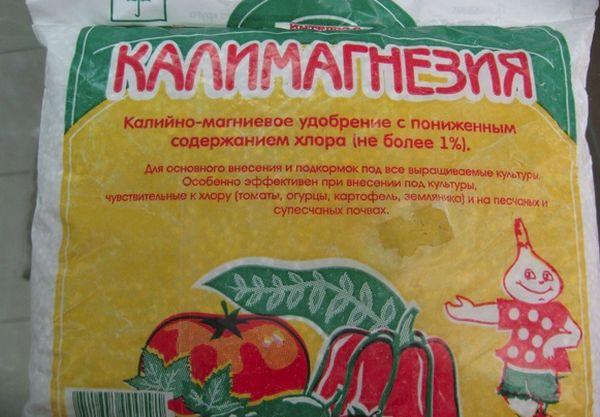 КАЛИМАГНЕЗИЯ
Калийно-магниевое удобрение с пониженным
содержанием хлора (не более 1%).
Для основного внесения и подкормок под все выращиваемые культуры.
Особенно эффективен при внесении под культуры,
чувствительные к хлору (томаты, огурцы, картофель, земляника) и на песчаных и
супесчаных почвах.